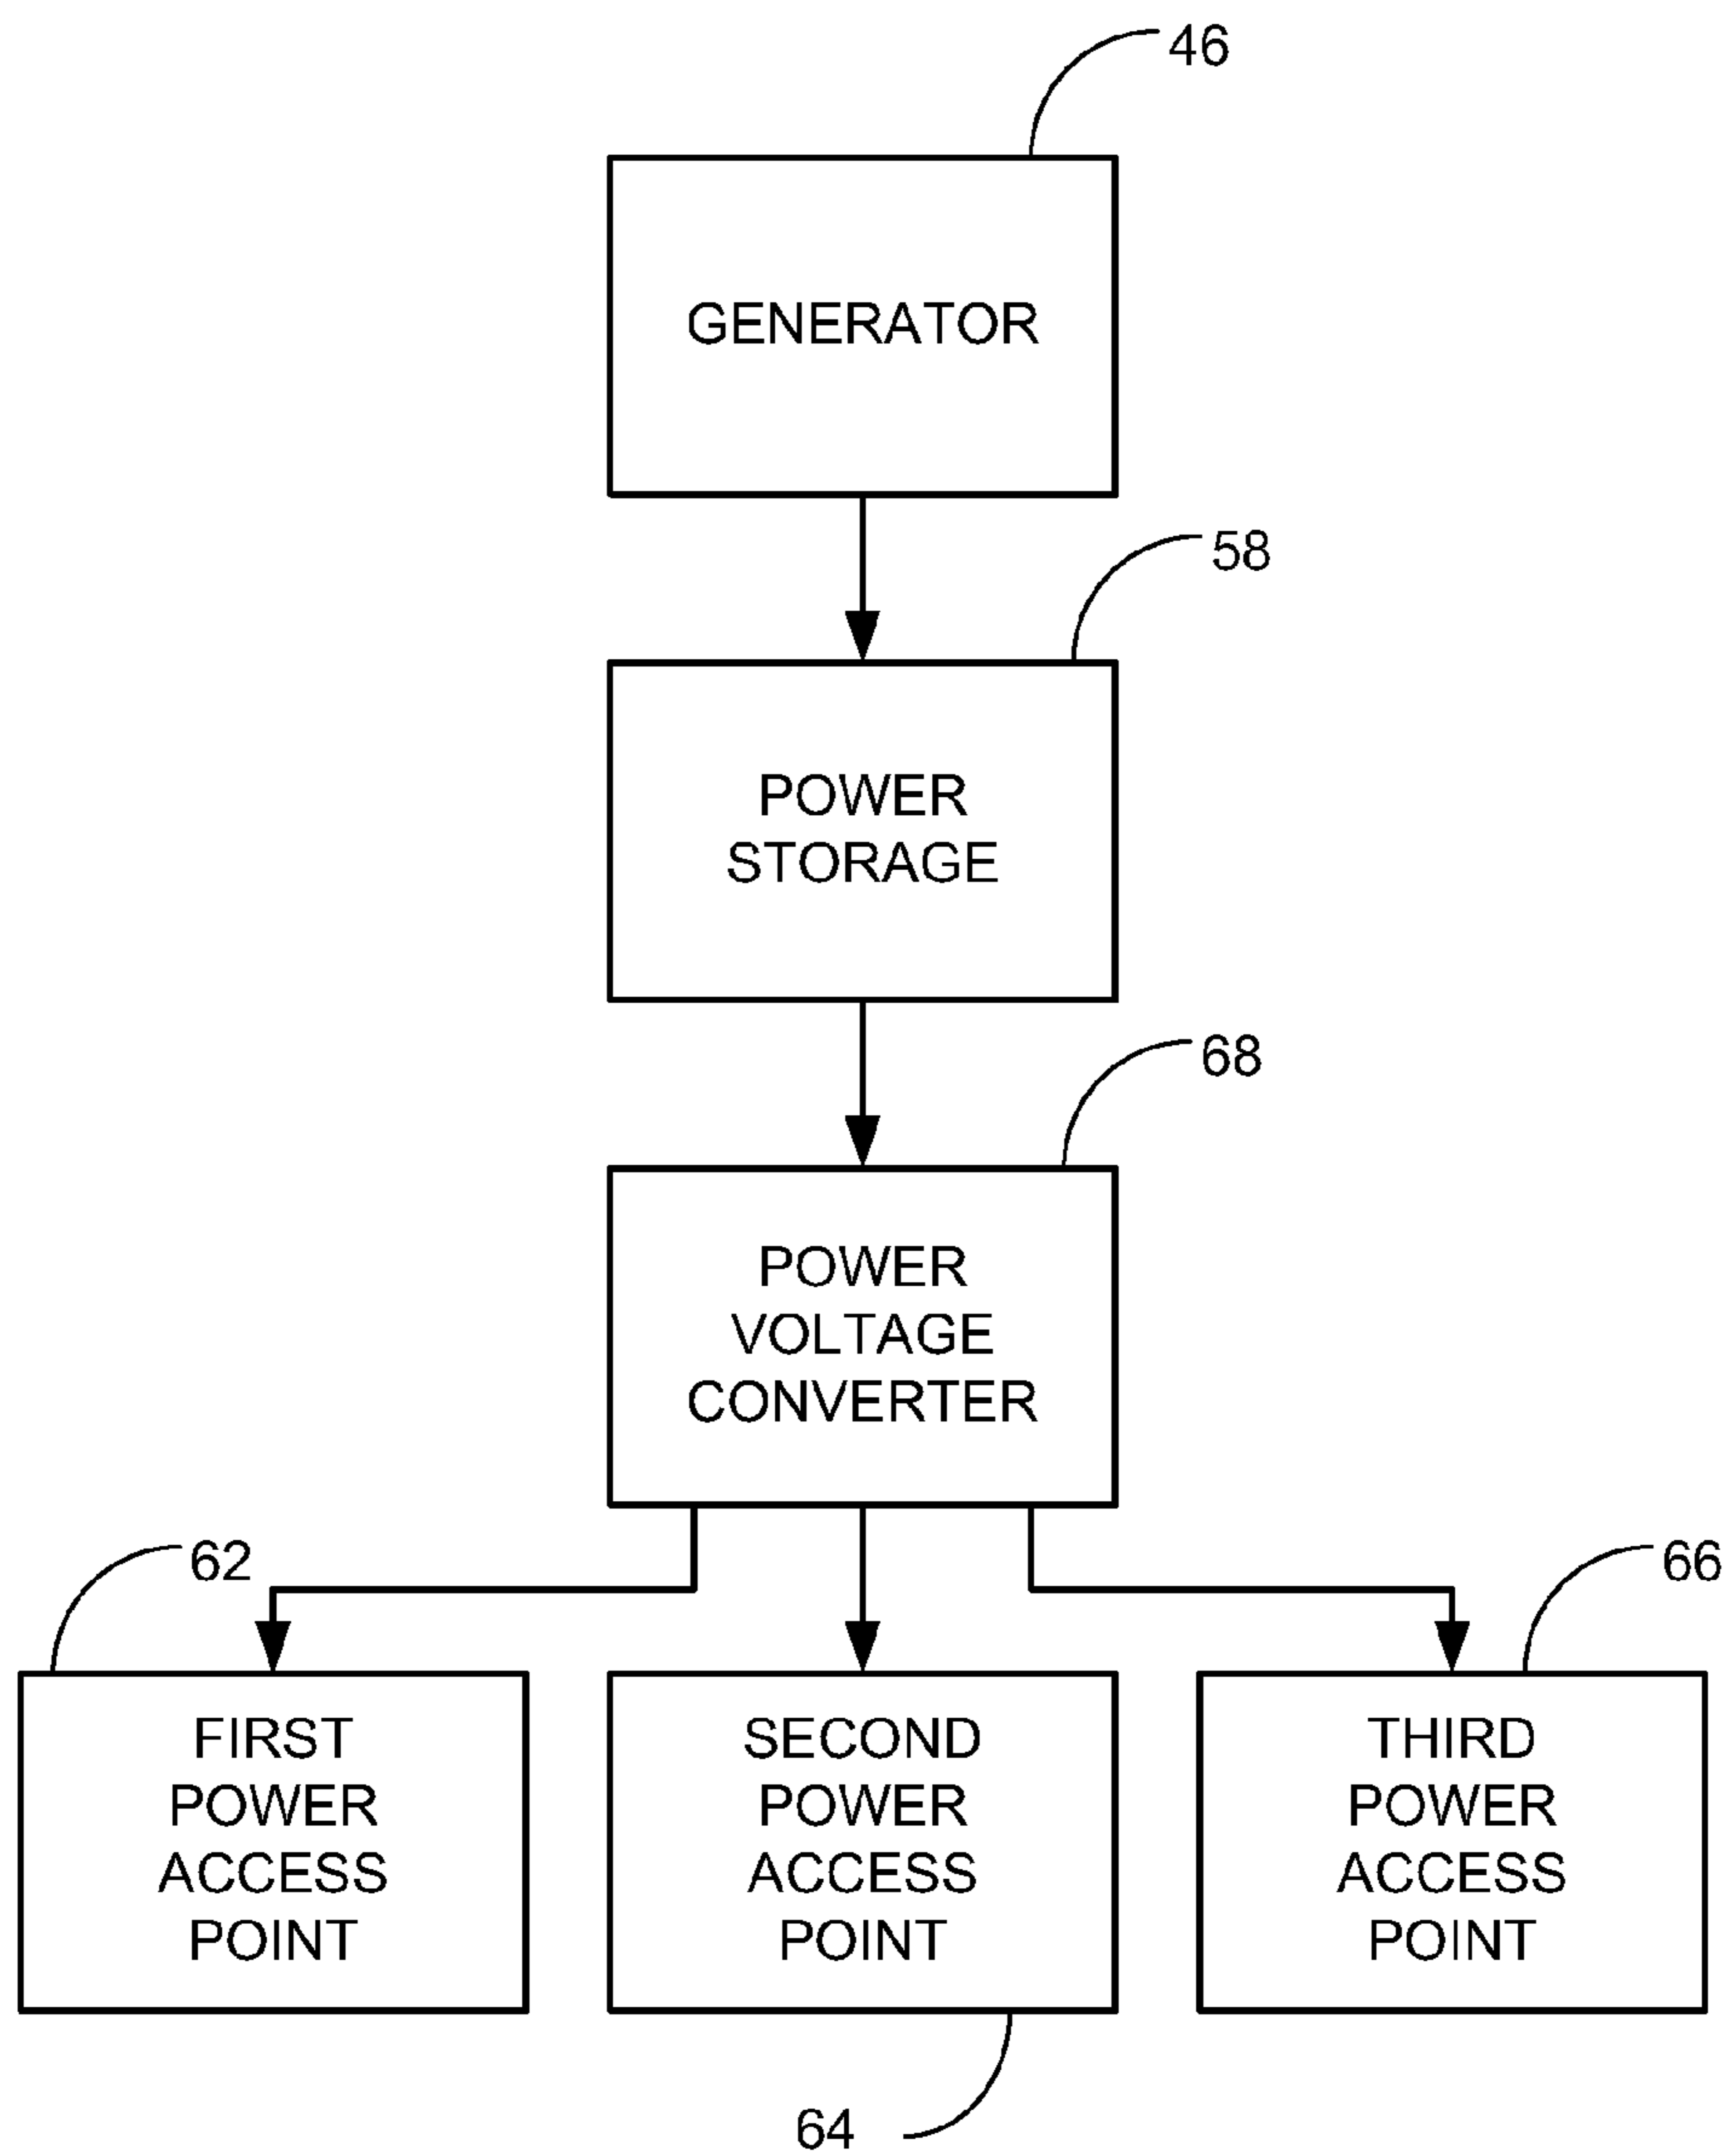 46
GENERATOR
58
POWER
STORAGE
68
POWER
VOLTAGE
CONVERTER
62
66
FIRST
POWER
ACCESS
POINT
SECOND
POWER
ACCESS
POINT
THIRD
POWER
ACCESS
POINT
64